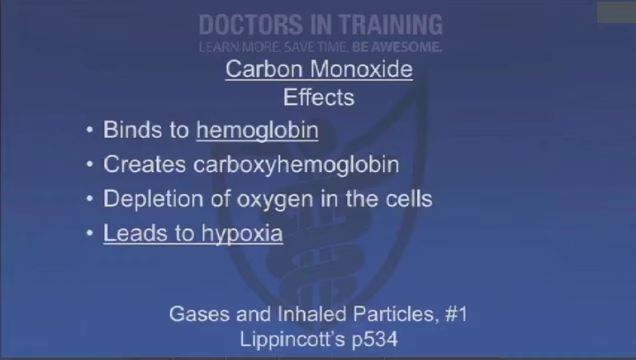 DOCTORS IN TRAINING
LEARN MORE. SAVE TIME. BE AWESOME.
Carbon Monoxide
Effects
• Binds to hemoglobin
• Creates carboxyhemoglobin
• Depletion of oxygen in the cells
• Leads to hypoxia
Gases and Inhaled Particles, #1
Lippincott's p534